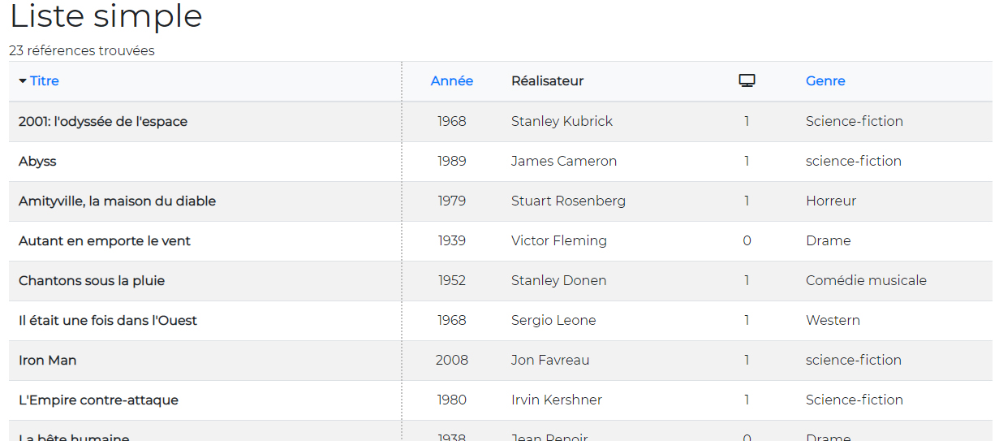 Liste simple
23 références trouvées
Titre Année Réalisateur Genre
2001: l'odyssée de l'espace 1968 Stanley Kubrick 1 Science-fiction
Abyss 1989 James Cameron 1 science-fiction
Amityville, la maison du diable 1979 Stuart Rosenberg 1 Horreur
Autant en emporte le vent 1939 Victor Fleming 0 Drame
Chantons sous la pluie 1952 Stanley Donen 1 Comédie musicale
Il était une fois dans l'Ouest 1968 Sergio Leone 1 Western
Iron Man 2008 Jon Favreau 1 science-fiction
L'Empire contre-attaque 1980 Irvin Kershner 1 Science-fiction
La bête humaine 1938 Jean Renoir 0 Drame